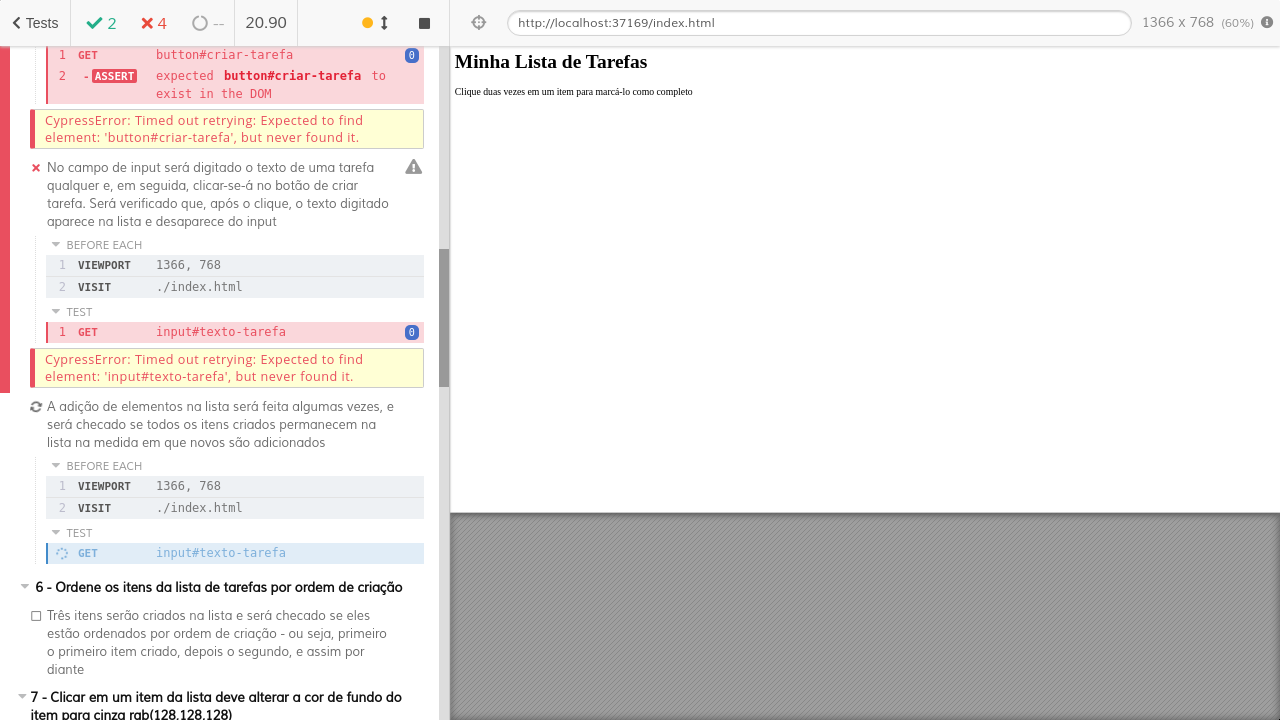 Tests
2
4
--
20.90
1 GET button#criar-tarefa 0
2 -ASSERT expected button#criar-tarefa to
exist in the DOM
CypressError: Timed out retrying: Expected to find
element: 'button#criar-tarefa', but never found it.
No campo de input será digitado o texto de uma tarefa
qualquer e, em seguida, clicar-se-á no botão de criar
tarefa. Será verificado que, após o clique, o texto digitado
aparece na lista e desaparece do input
BEFORE EACH
1 VIEWPORT 1366, 768
2 VISIT ./index.html
TEST
1 GET input#texto-tarefa 0
CypressError: Timed out retrying: Expected to find
element: 'input#texto-tarefa', but never found it.
A adição de elementos na lista será feita algumas vezes, e
será checado se todos os itens criados permanecem na
lista na medida em que novos são adicionados
BEFORE EACH
1 VIEWPORT 1366, 768
2 VISIT ./index.html
TEST
GET input#texto-tarefa
6 - Ordene os itens da lista de tarefas por ordem de criação
Três itens serão criados na lista e será checado se eles
estão ordenados por ordem de criação - ou seja, primeiro
o primeiro item criado, depois o segundo, e assim por
diante
7 - Clicar em um item da lista deve alterar a cor de fundo do
item para cinza rgb(128,128,128)
http://localhost:37169/index.html
1366 x 768 (60%)
Minha Lista de Tarefas
Clique duas vezes em um item para marcá-lo como completo